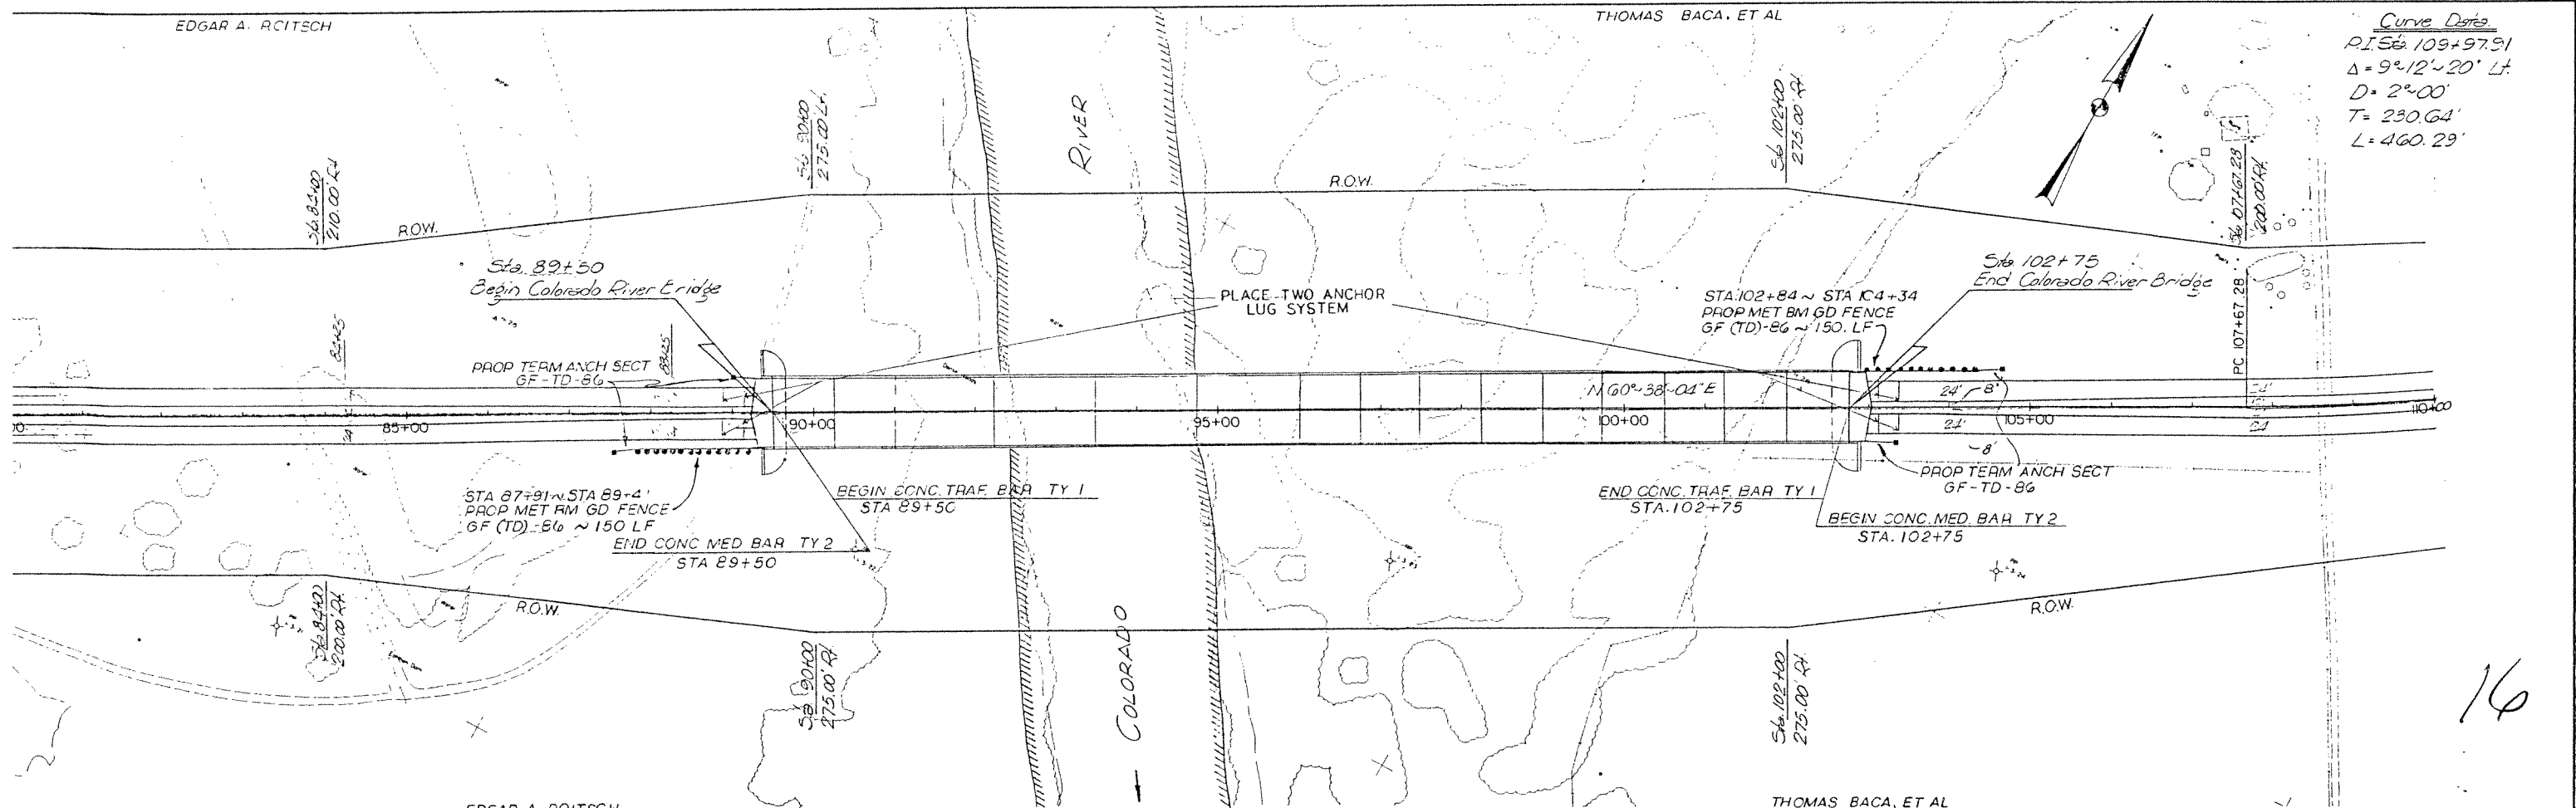 EDGAR A. RCITSCH
THOMAS BACA, ET AL
Curve Data
P.I. Sta. 109+97.91
Δ = 9°~12'~20" Lt.
D = 2°~00'
T = 230.64'
L = 460.29'
RIVER
Sta. 84+00
210.00' Rt.
Sta. 90+00
275.00 Lt.
Sta. 102+00
275.00' Rt.
Sta. 107+67.28
200.00' Rt.
R.O.W.
R.O.W.
Sta. 89+50
Begin Colorado River Bridge
PLACE TWO ANCHOR
LUG SYSTEM
STA. 102+84 ~ STA 104+34
PROP MET BM GD FENCE
GF (TD)-86 ~ 150. LF
Sta. 102+75
End Colorado River Bridge
PC 107+67.28
PROP TERM ANCH SECT
GF-TD-86
N 60°~38'~04" E
24'
8'
85+00
90+00
95+00
100+00
105+00
110+00
24'
8'
PROP TERM ANCH SECT
GF-TD-86
STA 87+91 ~ STA 89+41
PROP MET BM GD FENCE
GF (TD)-86 ~ 150 LF
BEGIN CONC. TRAF. BAR TY 1
STA 89+50
END CONC MED BAR TY 2
STA 89+50
END CONC. TRAF. BAR TY 1
STA. 102+75
BEGIN CONC. MED. BAR TY 2
STA. 102+75
Sta. 84+00
200.00' Rt.
R.O.W.
R.O.W.
Sta. 90+00
275.00' Rt.
COLORADO
Sta. 102+00
275.00' Rt.
16
EDGAR A. ROITSCH
THOMAS BACA, ET AL